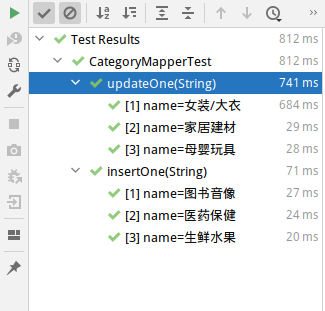 Test Results 812 ms
CategoryMapperTest 812 ms
updateOne(String) 741 ms
[1] name=女装/大衣 684 ms
[2] name=家居建材 29 ms
[3] name=母婴玩具 28 ms
insertOne(String) 71 ms
[1] name=图书音像 27 ms
[2] name=医药保健 24 ms
[3] name=生鲜水果 20 ms